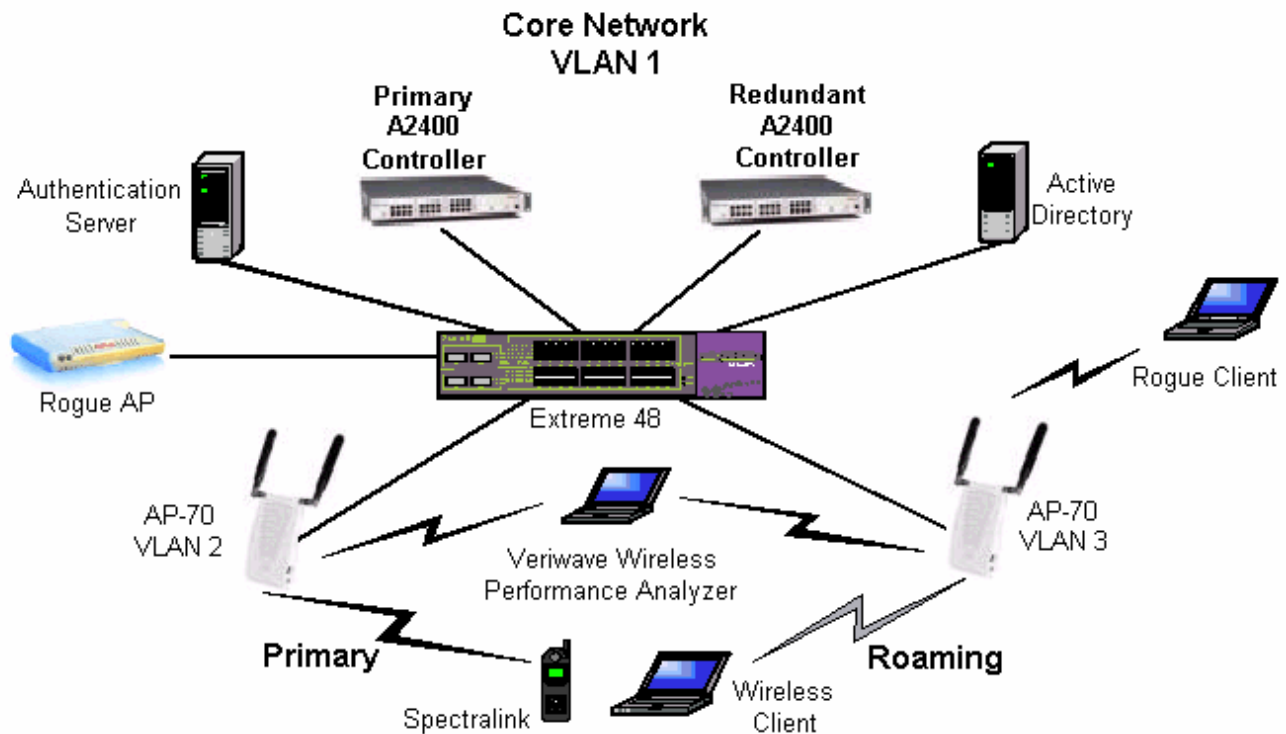 Core Network
VLAN 1
Primary
A2400
Controller
Redundant
A2400
Controller
Authentication
Server
Active
Directory
Rogue AP
Extreme 48
Rogue Client
AP-70
VLAN 2
Veriwave Wireless
Performance Analyzer
AP-70
VLAN 3
Primary
Roaming
Spectralink
Wireless
Client